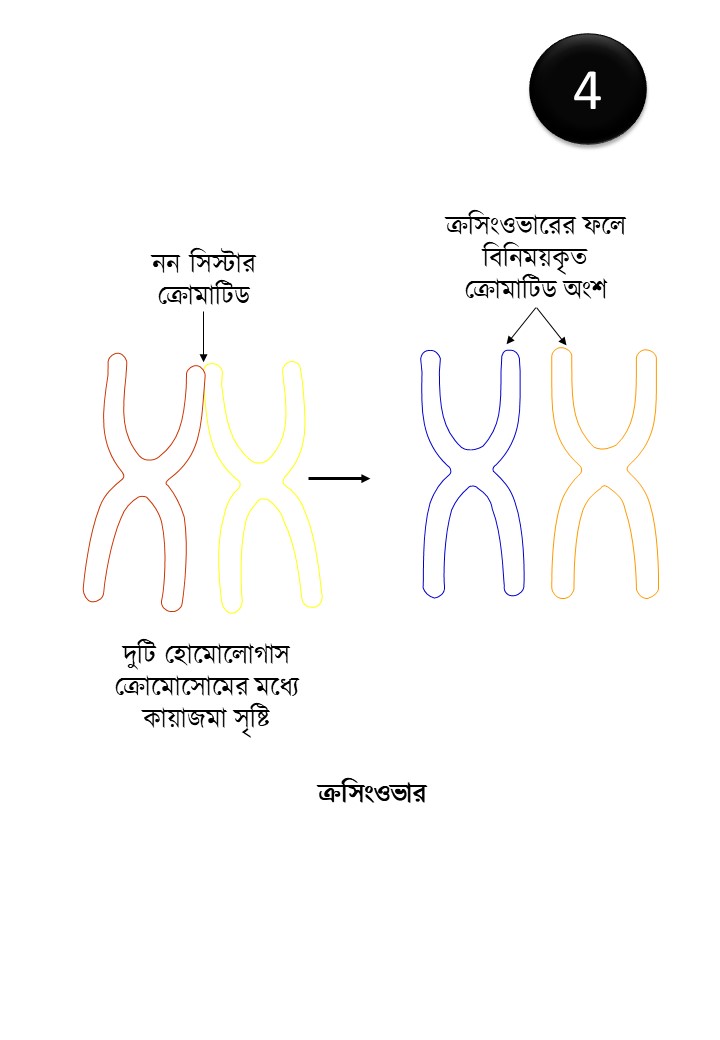 4
ক্রসিংওভারের ফলে
বিনিময়কৃত
ক্রোমাটিড অংশ
নন সিস্টার
ক্রোমাটিড
দুটি হোমোলোগাস
ক্রোমোসোমের মধ্যে
কায়াজমা সৃষ্টি
ক্রসিংওভার